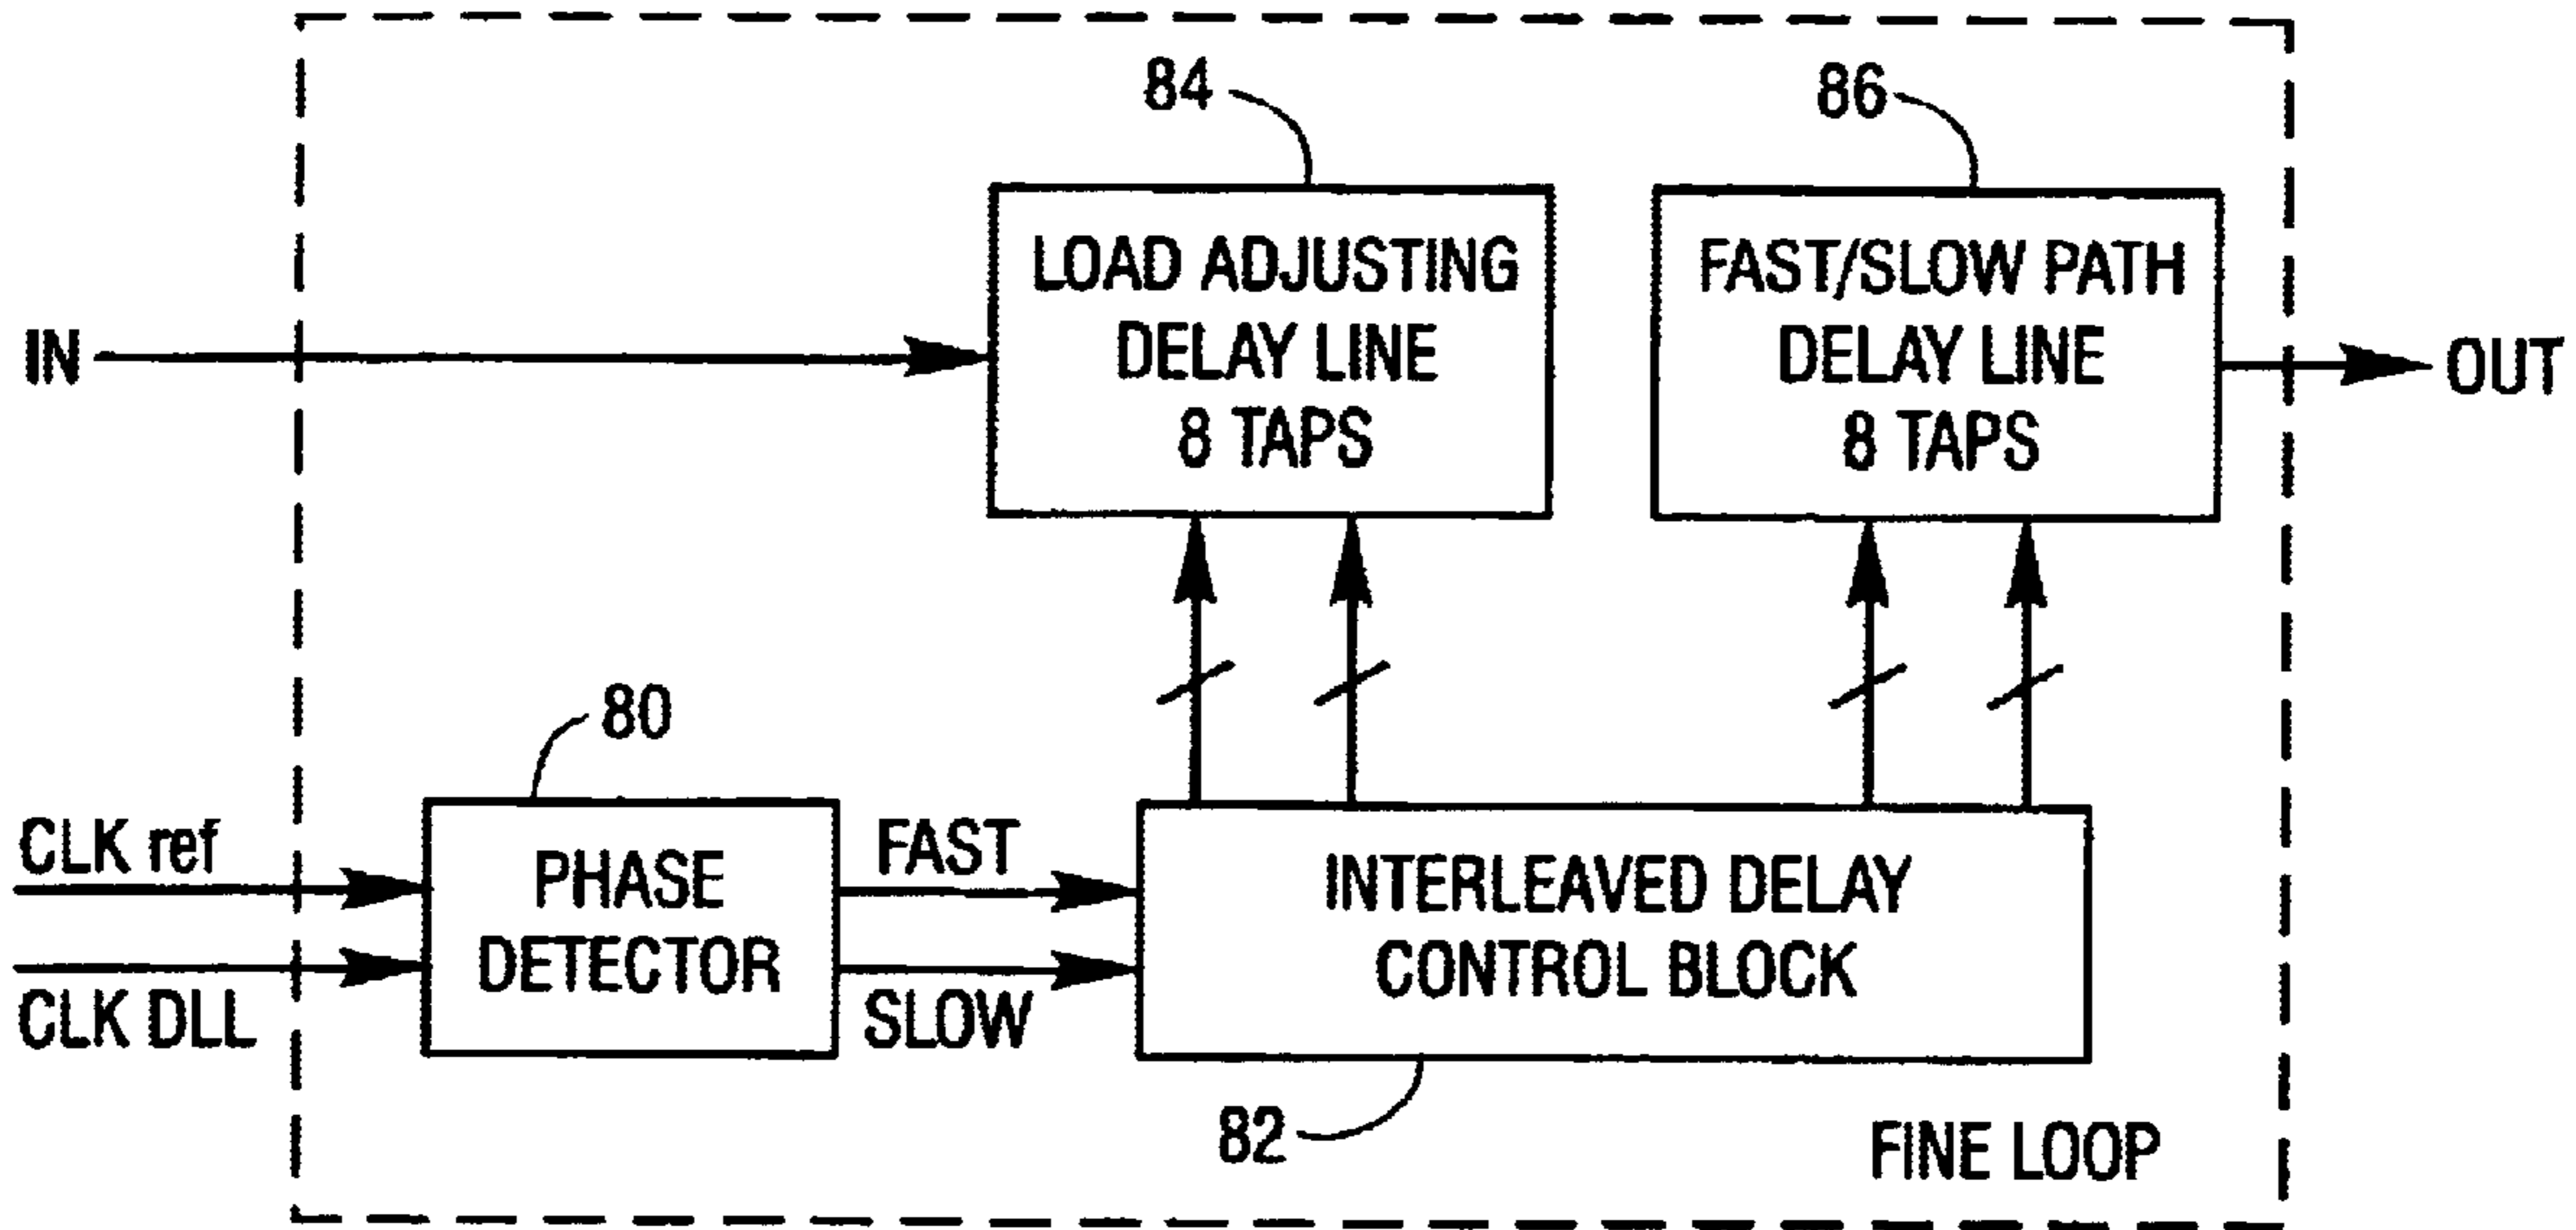 84
86
LOAD ADJUSTING
DELAY LINE
8 TAPS
FAST/SLOW PATH
DELAY LINE
8 TAPS
IN
OUT
80
CLK ref
CLK DLL
PHASE
DETECTOR
FAST
SLOW
INTERLEAVED DELAY
CONTROL BLOCK
82
FINE LOOP